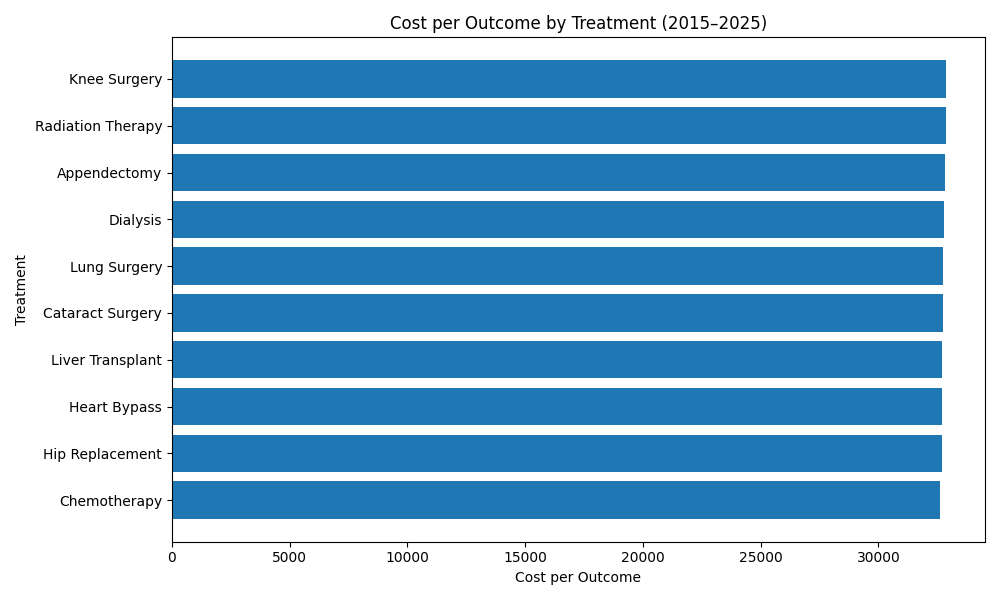 Cost per Outcome by Treatment (2015–2025)
Treatment
Knee Surgery
Radiation Therapy
Appendectomy
Dialysis
Lung Surgery
Cataract Surgery
Liver Transplant
Heart Bypass
Hip Replacement
Chemotherapy
0 5000 10000 15000 20000 25000 30000
Cost per Outcome